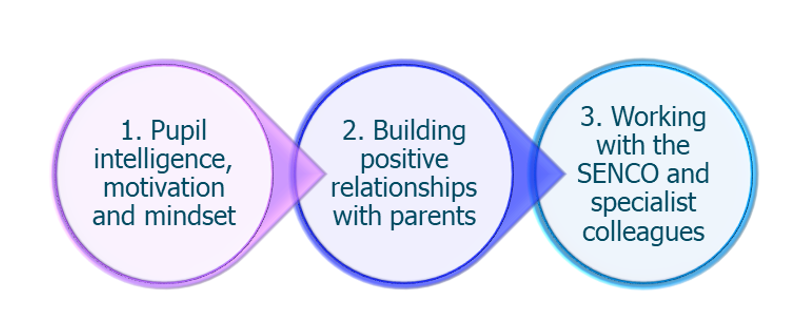 1. Pupil
intelligence,
motivation
and mindset
2. Building
positive
relationships
with parents
3. Working
with the
SENCO and
specialist
colleagues